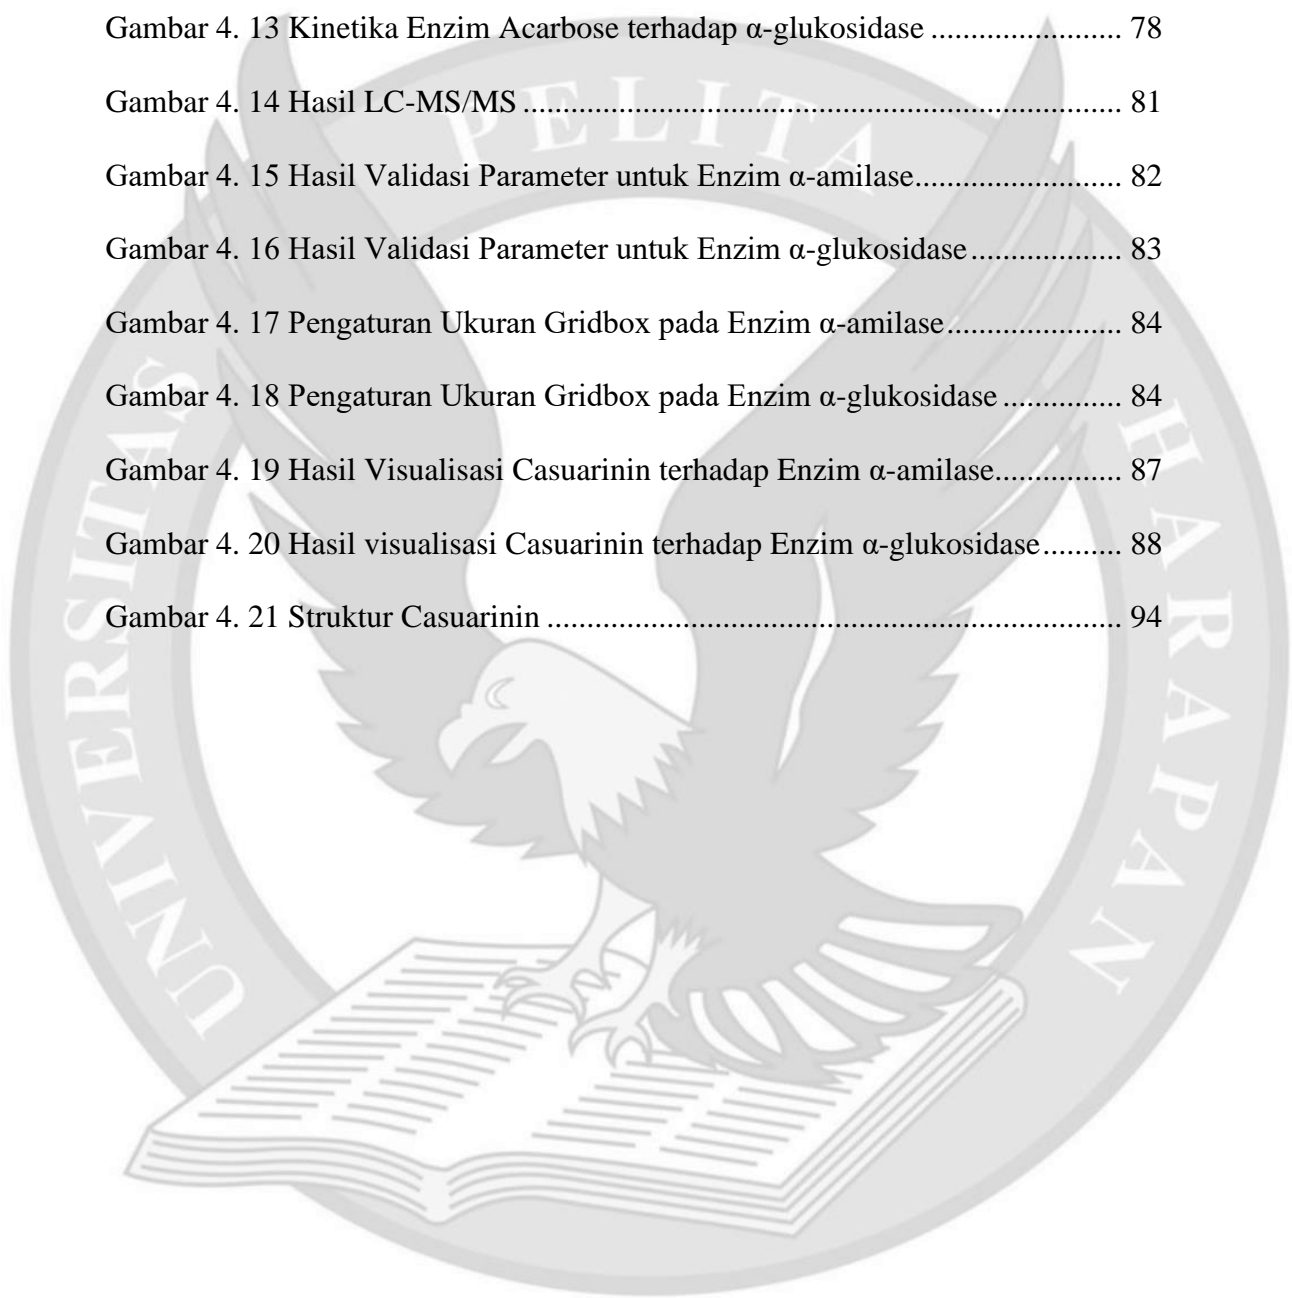 Gambar 4. 13 Kinetika Enzim Acarbose terhadap α-glukosidase ....................... 78
Gambar 4. 14 Hasil LC-MS/MS ........................................................................ 81
Gambar 4. 15 Hasil Validasi Parameter untuk Enzim α-amilase......................... 82
Gambar 4. 16 Hasil Validasi Parameter untuk Enzim α-glukosidase .................. 83
Gambar 4. 17 Pengaturan Ukuran Gridbox pada Enzim α-amilase..................... 84
Gambar 4. 18 Pengaturan Ukuran Gridbox pada Enzim α-glukosidase .............. 84
Gambar 4. 19 Hasil Visualisasi Casuarinin terhadap Enzim α-amilase............... 87
Gambar 4. 20 Hasil visualisasi Casuarinin terhadap Enzim α-glukosidase.......... 88
Gambar 4. 21 Struktur Casuarinin ..................................................................... 94
UNIVERSITAS PELITA HARAPAN